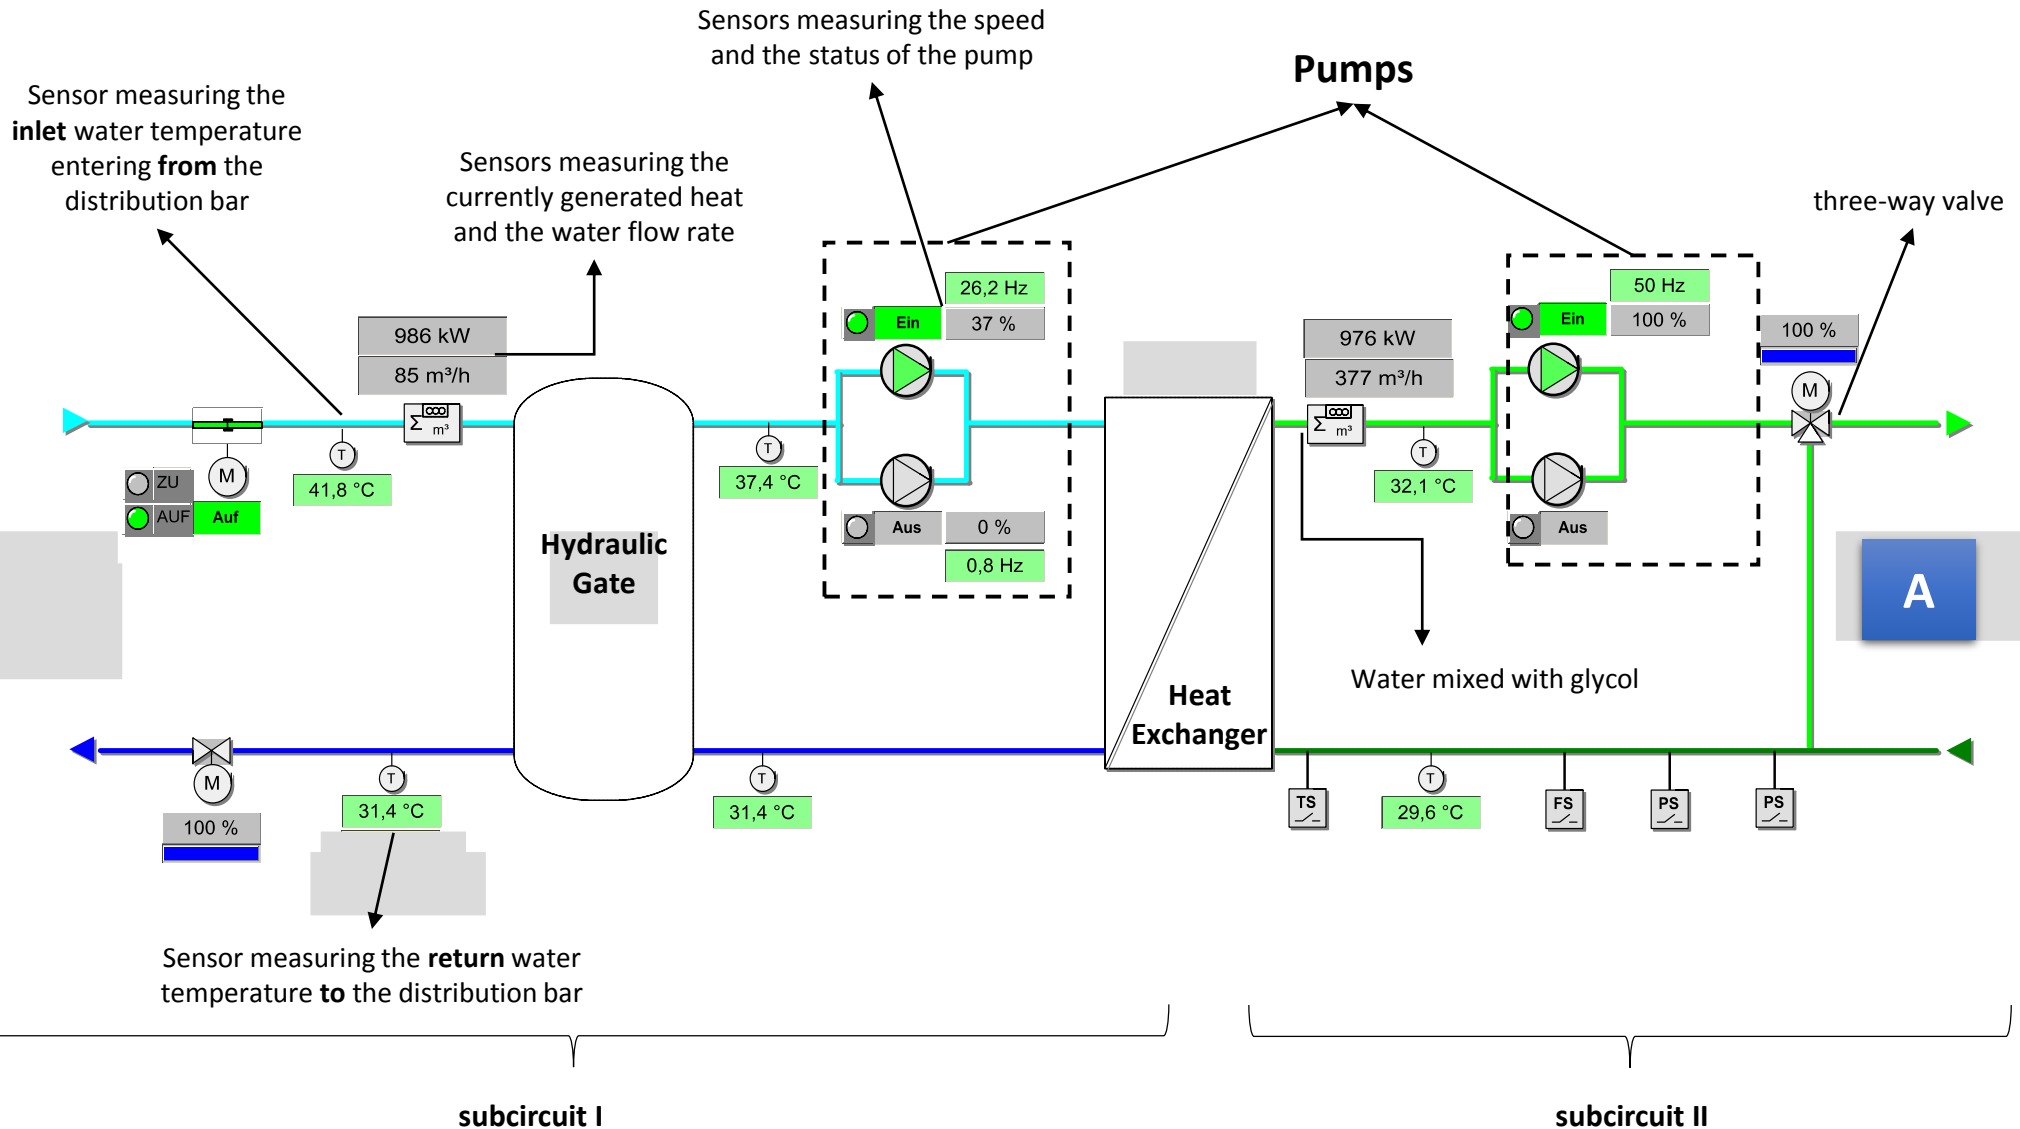 Sensors measuring the speed
and the status of the pump
Pumps
Sensor measuring the
inlet water temperature
entering from the
distribution bar
Sensors measuring the
currently generated heat
and the water flow rate
three-way valve
26,2 Hz
Ein
37 %
50 Hz
Ein
100 %
986 kW
85 m³/h
976 kW
377 m³/h
100 %
M
Σ
m³
Σ
m³
T
T
T
M
ZU
AUF
Auf
41,8 °C
37,4 °C
32,1 °C
Aus
0 %
0,8 Hz
Aus
Hydraulic
Gate
A
Water mixed with glycol
Heat
Exchanger
M
100 %
T
31,4 °C
T
31,4 °C
TS
T
29,6 °C
FS
PS
PS
Sensor measuring the return water
temperature to the distribution bar
subcircuit I
subcircuit II